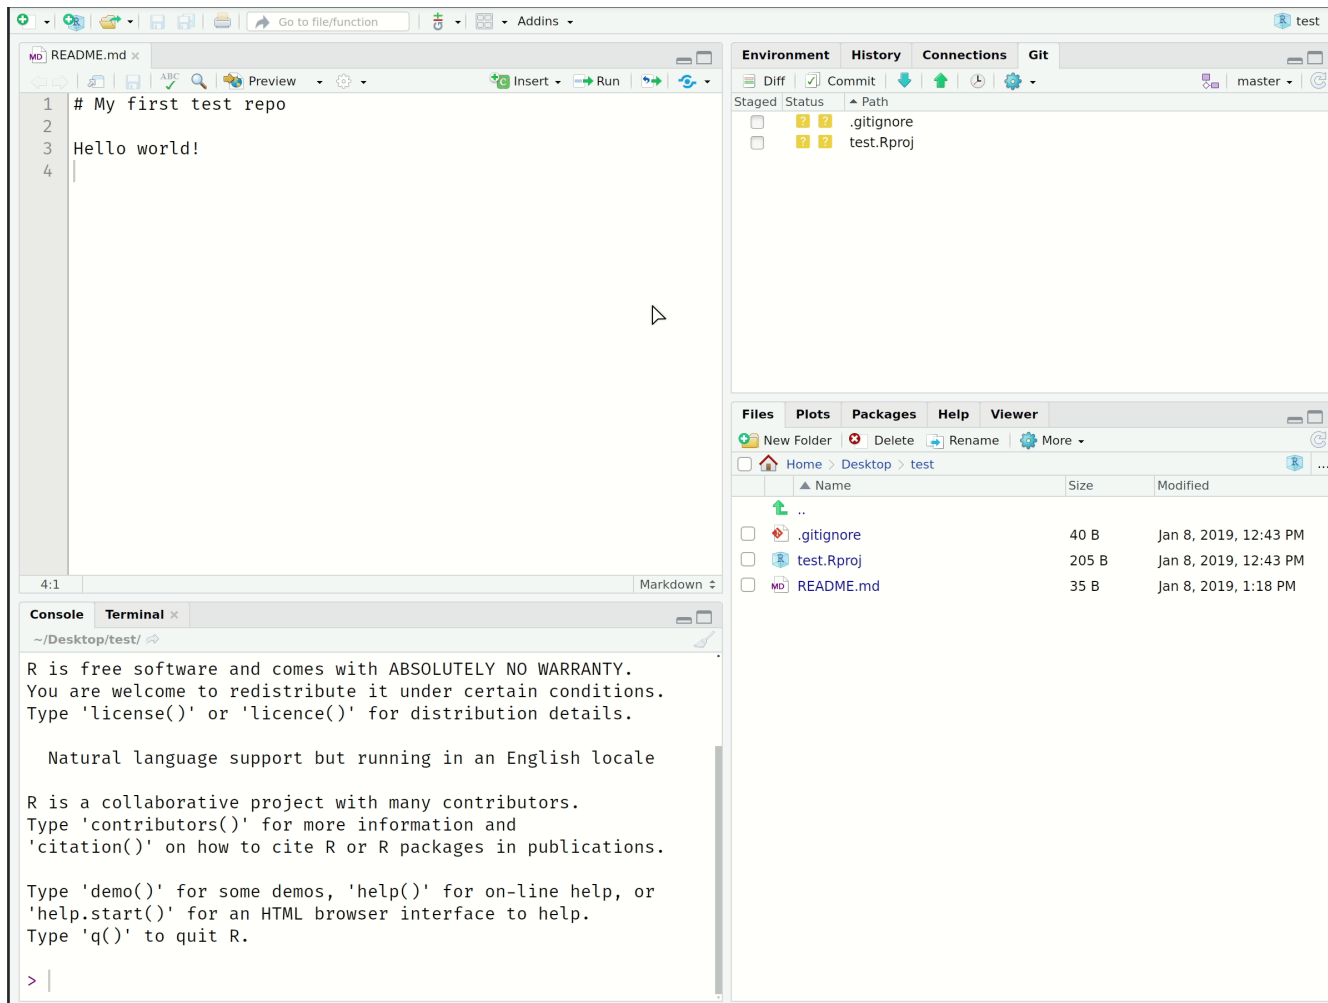 Go to file/function
Addins
test
README.md
ABC
Preview
Insert
Run
1 # My first test repo
2
3 Hello world!
4
4:1
Markdown
Console Terminal
~/Desktop/test/
R is free software and comes with ABSOLUTELY NO WARRANTY.
You are welcome to redistribute it under certain conditions.
Type 'license()' or 'licence()' for distribution details.
Natural language support but running in an English locale
R is a collaborative project with many contributors.
Type 'contributors()' for more information and
'citation()' on how to cite R or R packages in publications.
Type 'demo()' for some demos, 'help()' for on-line help, or
'help.start()' for an HTML browser interface to help.
Type 'q()' to quit R.
>
Environment History Connections Git
Diff Commit master
Staged Status Path
? ? .gitignore
? ? test.Rproj
Files Plots Packages Help Viewer
New Folder Delete Rename More
Home > Desktop > test
...
Name Size Modified
..
.gitignore 40 B Jan 8, 2019, 12:43 PM
test.Rproj 205 B Jan 8, 2019, 12:43 PM
MD README.md 35 B Jan 8, 2019, 1:18 PM